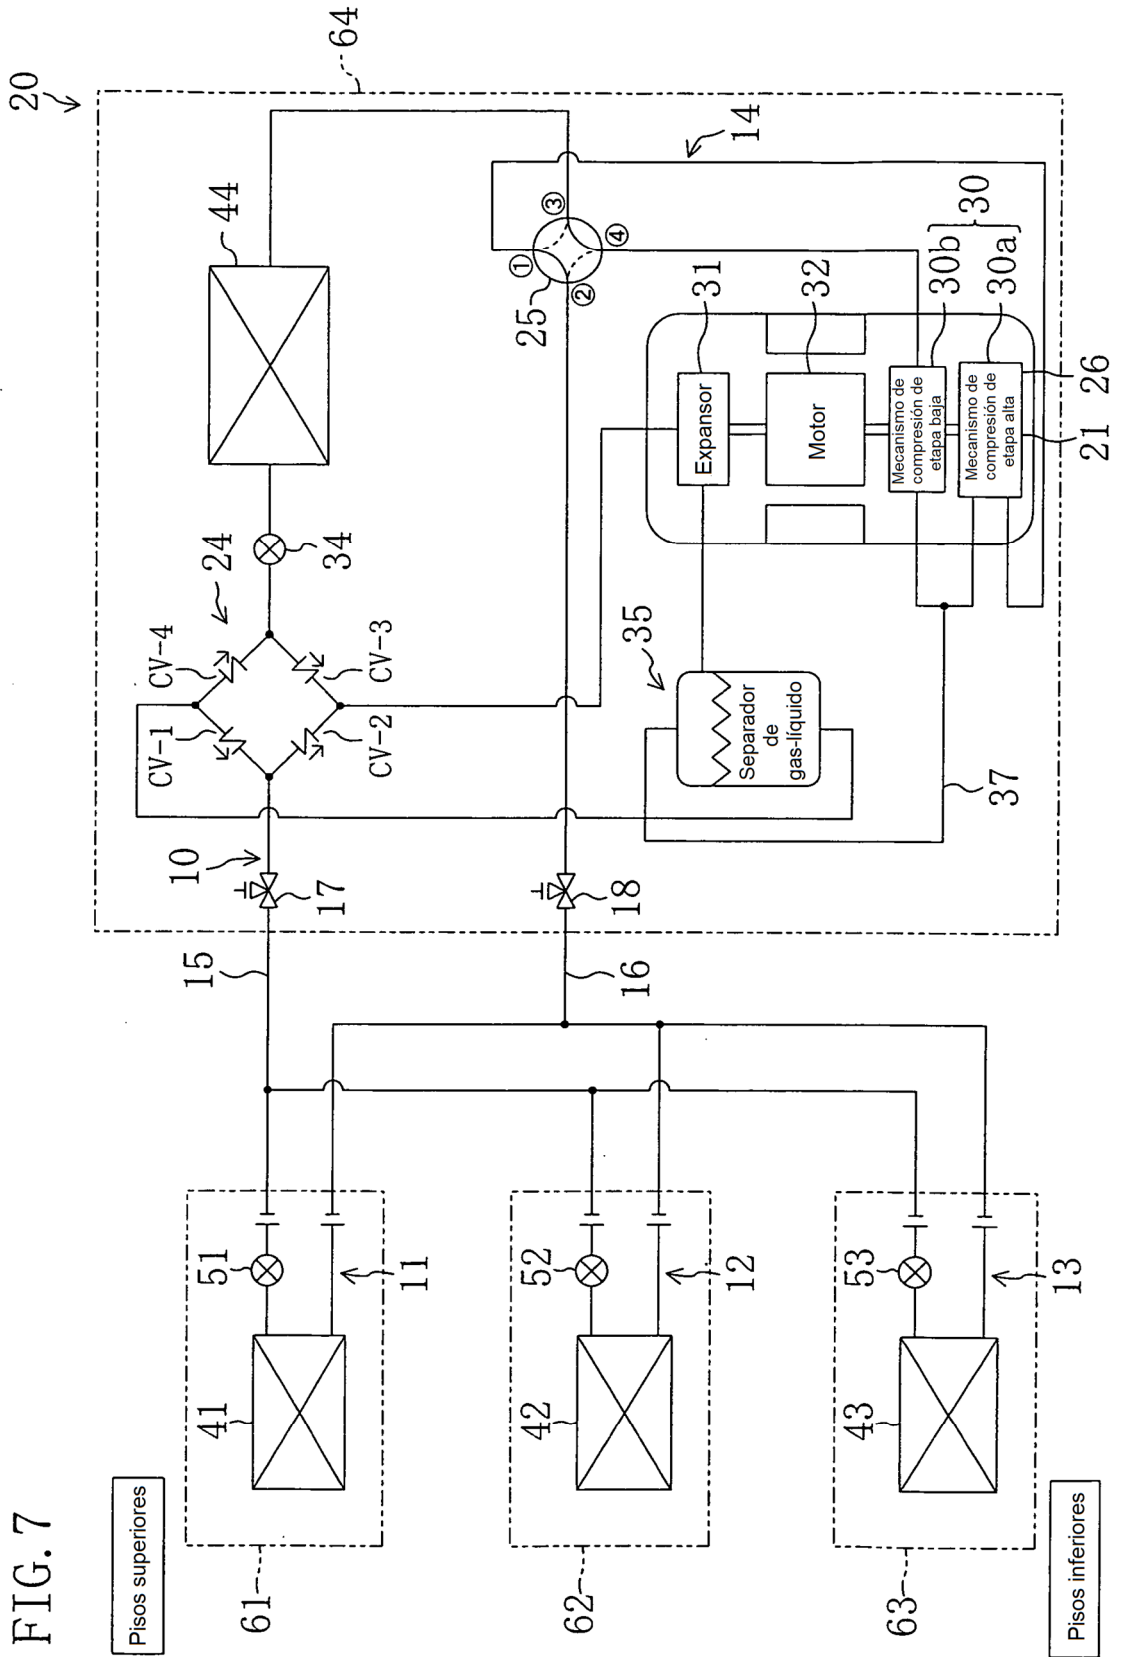 FIG. 7
Pisos superiores
Pisos inferiores
20
64
44
14
①
②
③
④
25
24
34
CV-4
CV-3
CV-1
CV-2
10
17
18
15
16
31
32
30
30b
30a
26
21
Expansor
Motor
Mecanismo de
compresión de
etapa baja
Mecanismo de
compresión de
etapa alta
35
Separador
de
gas-líquido
37
51
11
41
61
52
12
42
62
53
13
43
63